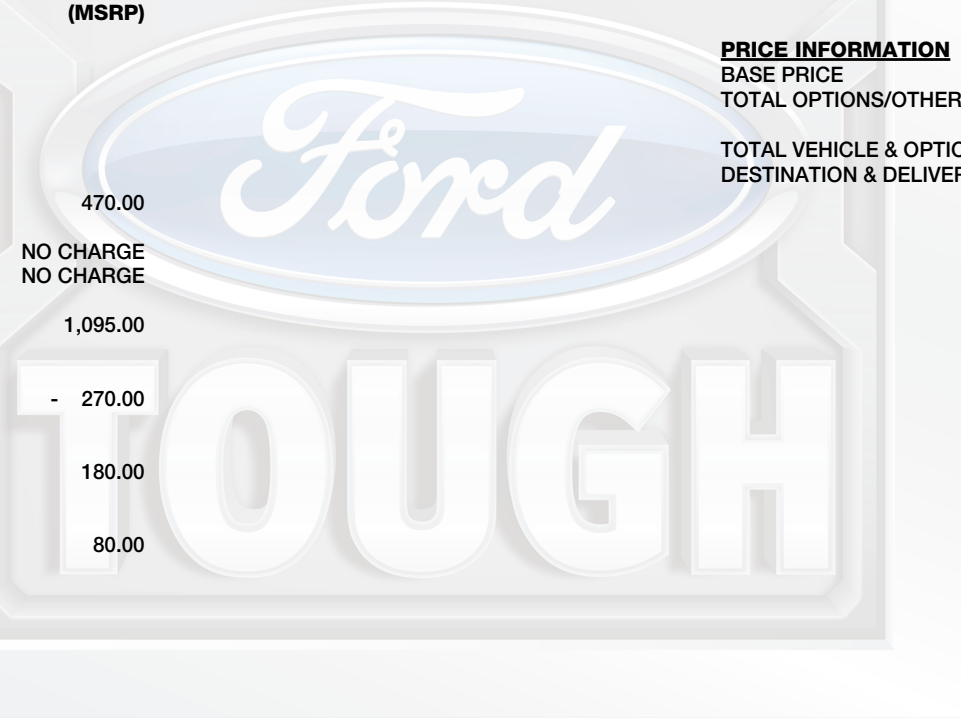 (MSRP)
470.00
NO CHARGE
NO CHARGE
1,095.00
- 270.00
180.00
80.00
PRICE INFORMATION
BASE PRICE
TOTAL OPTIONS/OTHER
TOTAL VEHICLE & OPTIO
DESTINATION & DELIVER
Ford
TOUGH